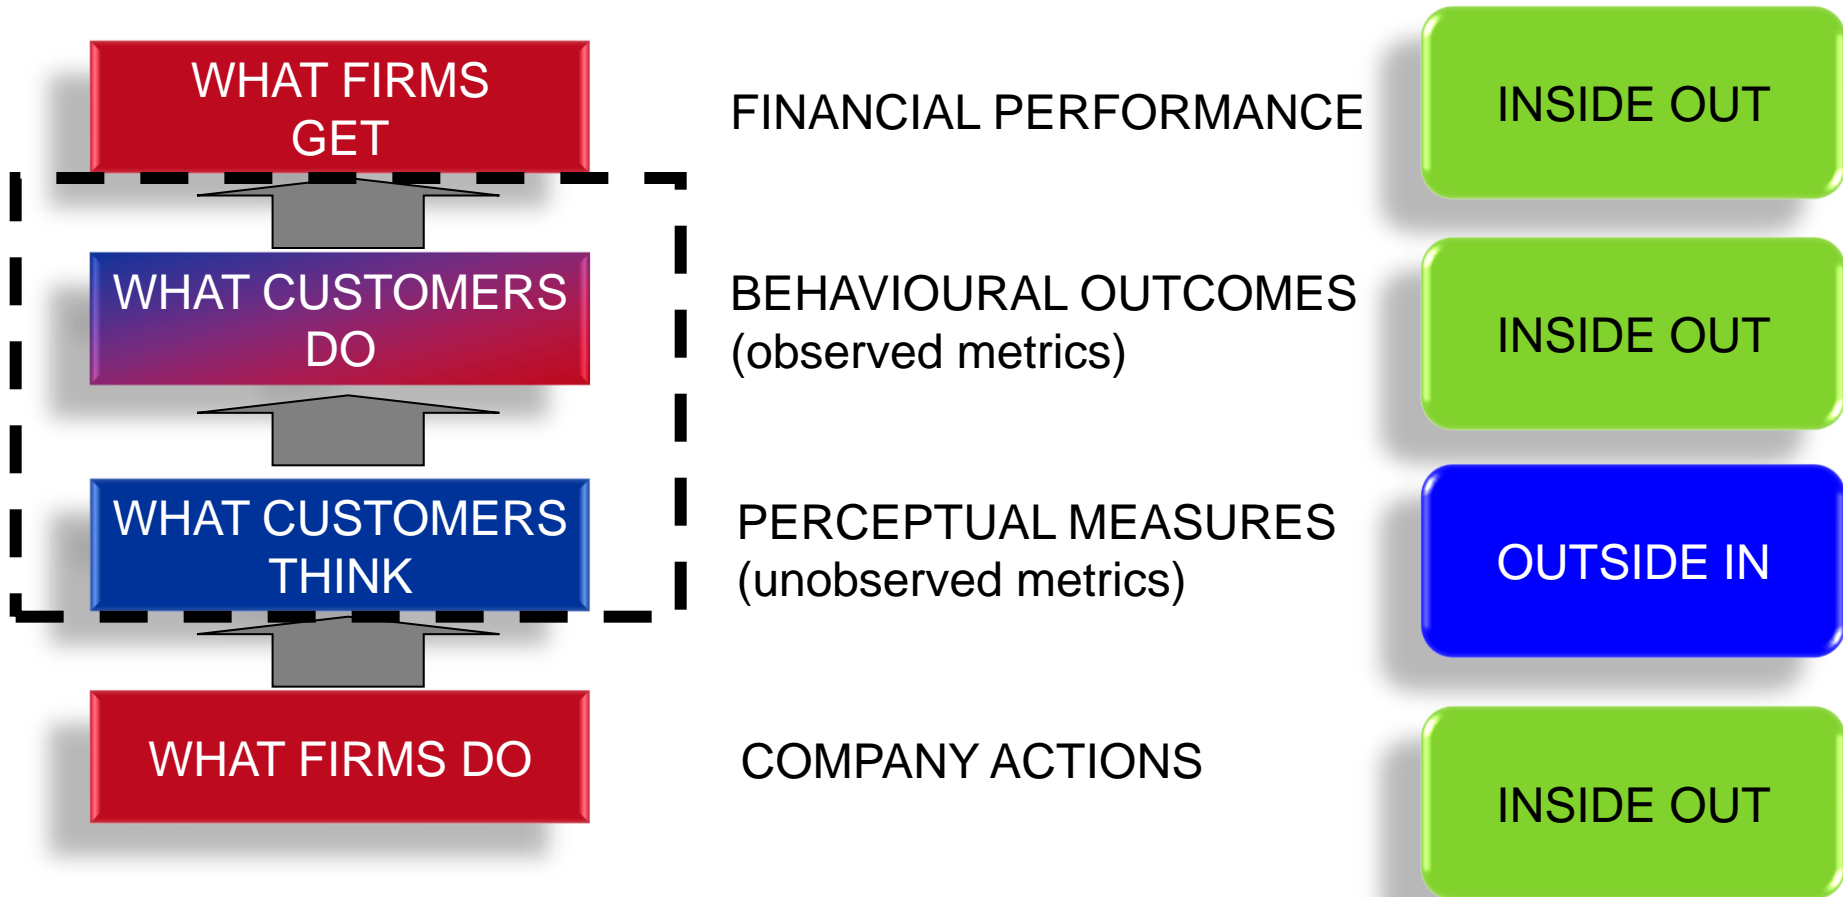 WHAT FIRMS
GET
FINANCIAL PERFORMANCE
INSIDE OUT
WHAT CUSTOMERS
DO
BEHAVIOURAL OUTCOMES
(observed metrics)
INSIDE OUT
WHAT CUSTOMERS
THINK
PERCEPTUAL MEASURES
(unobserved metrics)
OUTSIDE IN
WHAT FIRMS DO
COMPANY ACTIONS
INSIDE OUT